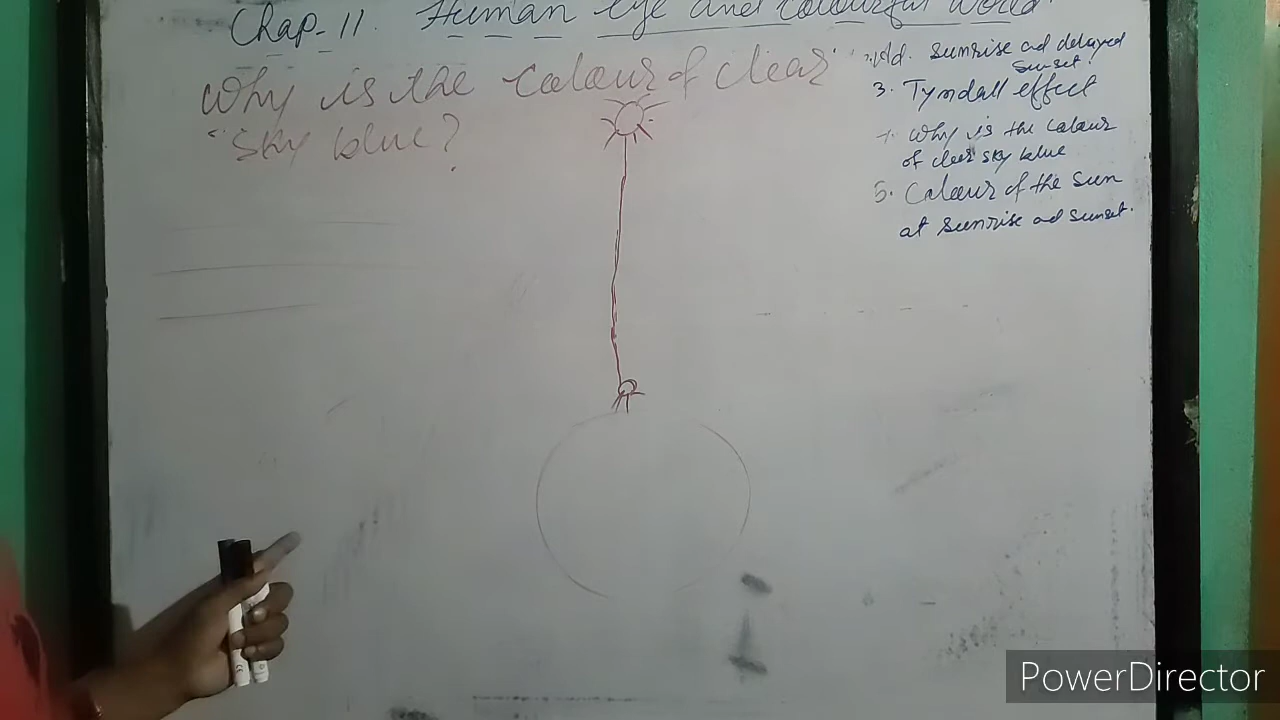 Chap-11. Human eye and colourful world
Why is the colour of clear
sky blue?
sunrise and delayed
sunset.
3. Tyndall effect
Why is the colour
of clear sky blue
5. Colour of the sun
at sunrise and sunset.
PowerDirector